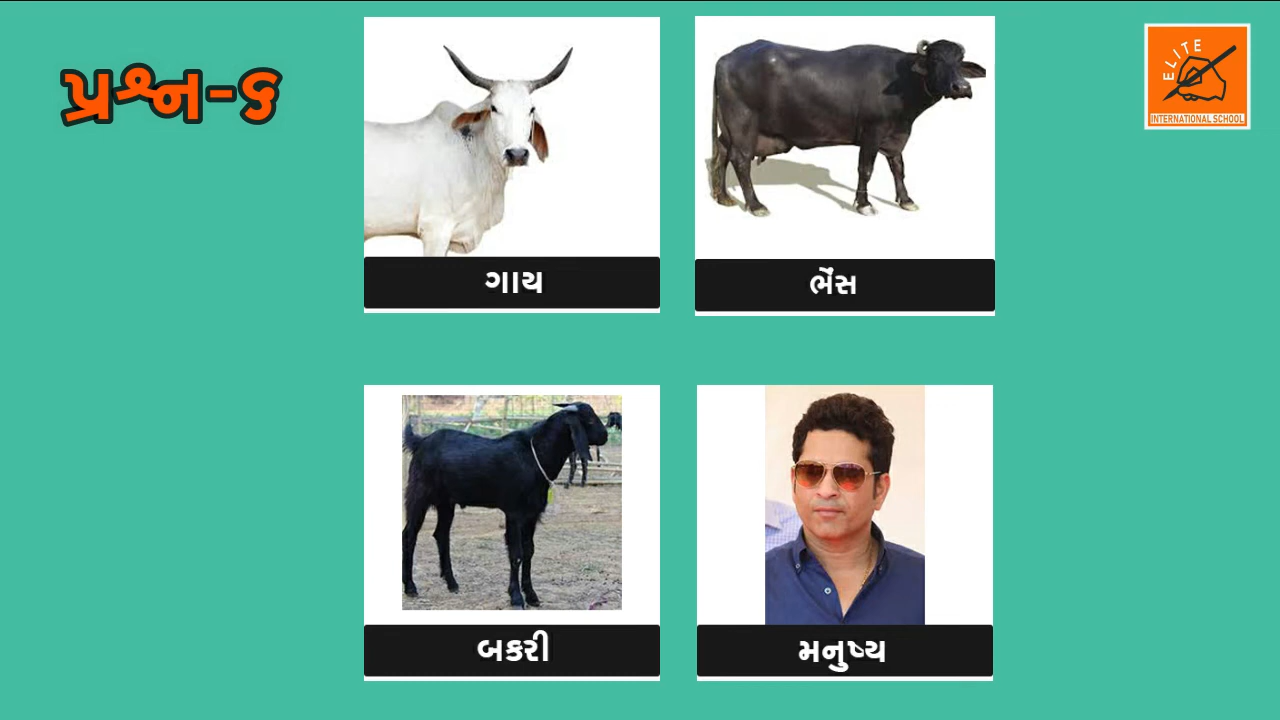 પ્રશ્ન-૬
ELITE
INTERNATIONAL SCHOOL
ગાય
ભેંસ
બકરી
મનુષ્ય